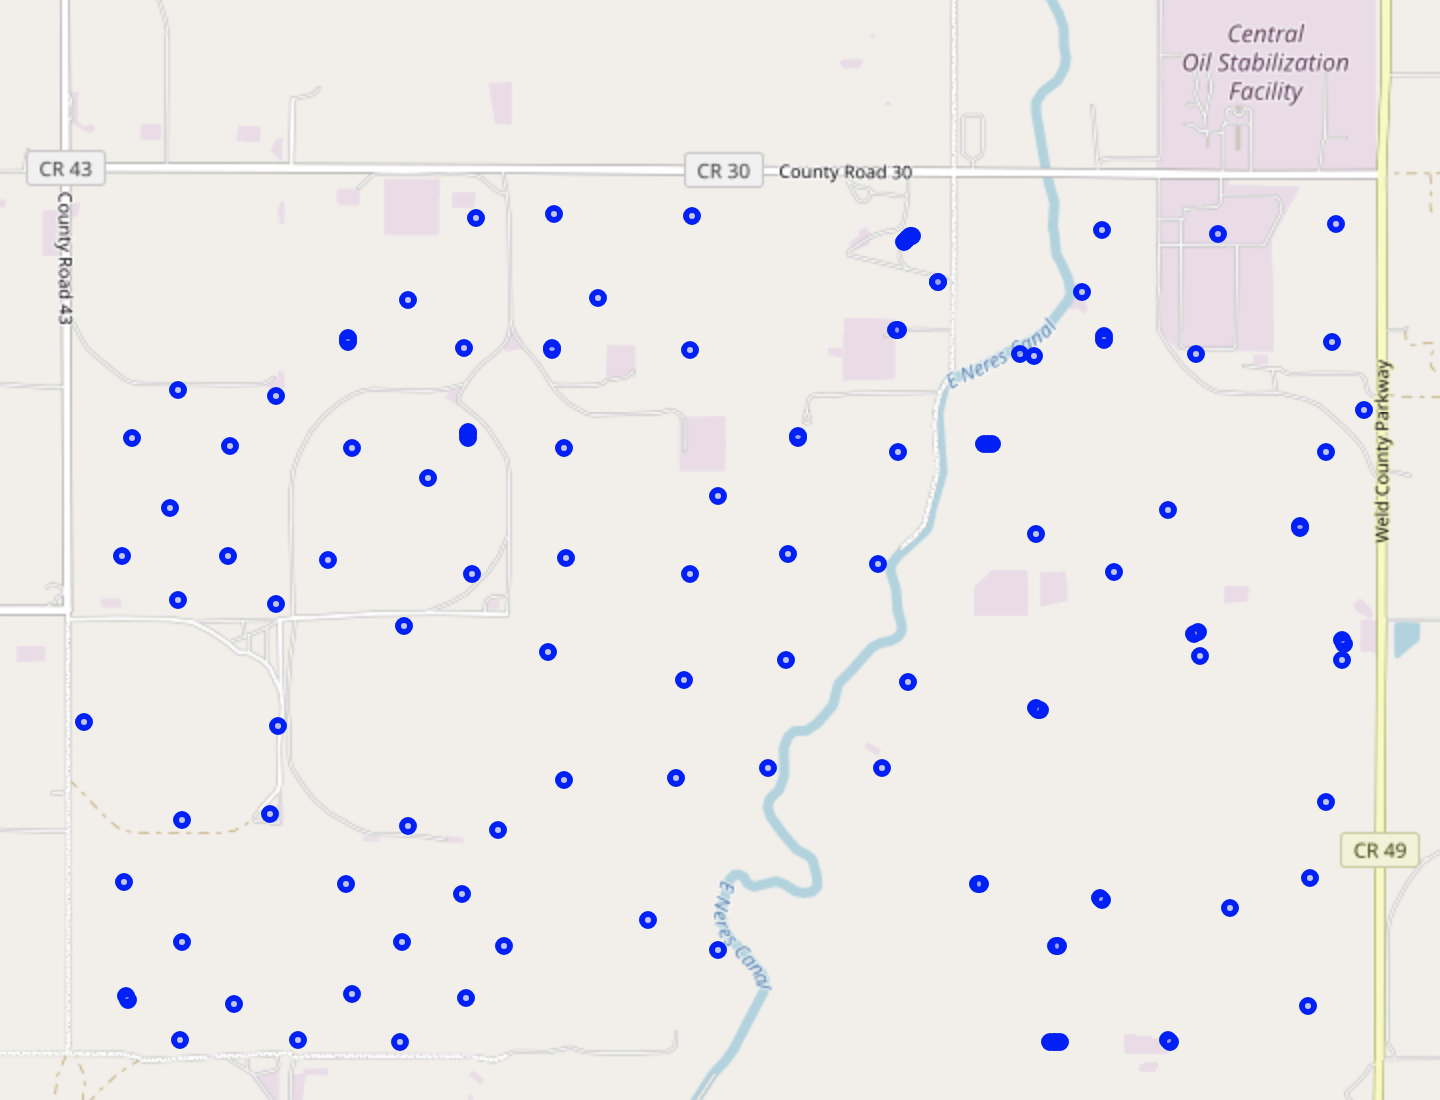 Central
Oil Stabilization
Facility
CR 43
CR 30
County Road 30
County Road 43
E Neres Canal
Weld County Parkway
CR 49
E Neres Canal